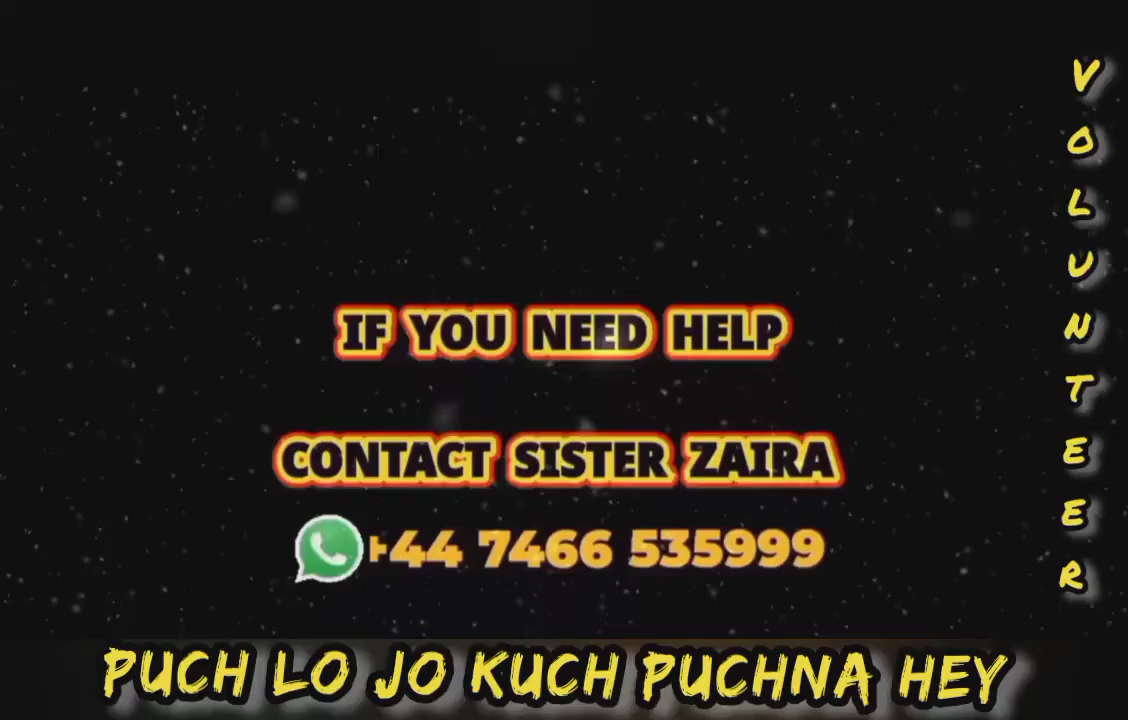 IF YOU NEED HELP
CONTACT SISTER ZAIRA
+44 7466 535999
VOLUNTEER
PUCH LO JO KUCH PUCHNA HEY